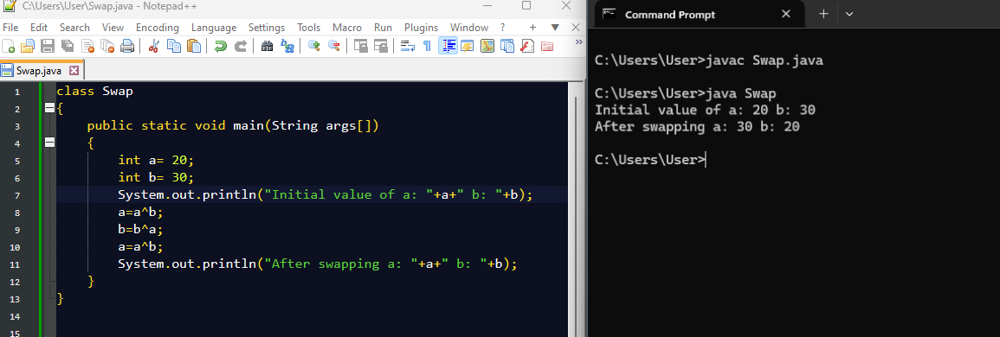 C:\Users\User\Swap.java - Notepad++
File Edit Search View Encoding Language Settings Tools Macro Run Plugins Window ? + ▼ X
Swap.java
1 class Swap
2 {
3 public static void main(String args[])
4 {
5 int a= 20;
6 int b= 30;
7 System.out.println("Initial value of a: "+a+" b: "+b);
8 a=a^b;
9 b=b^a;
10 a=a^b;
11 System.out.println("After swapping a: "+a+" b: "+b);
12 }
13 }
14
15
Command Prompt
C:\Users\User>javac Swap.java
C:\Users\User>java Swap
Initial value of a: 20 b: 30
After swapping a: 30 b: 20
C:\Users\User>